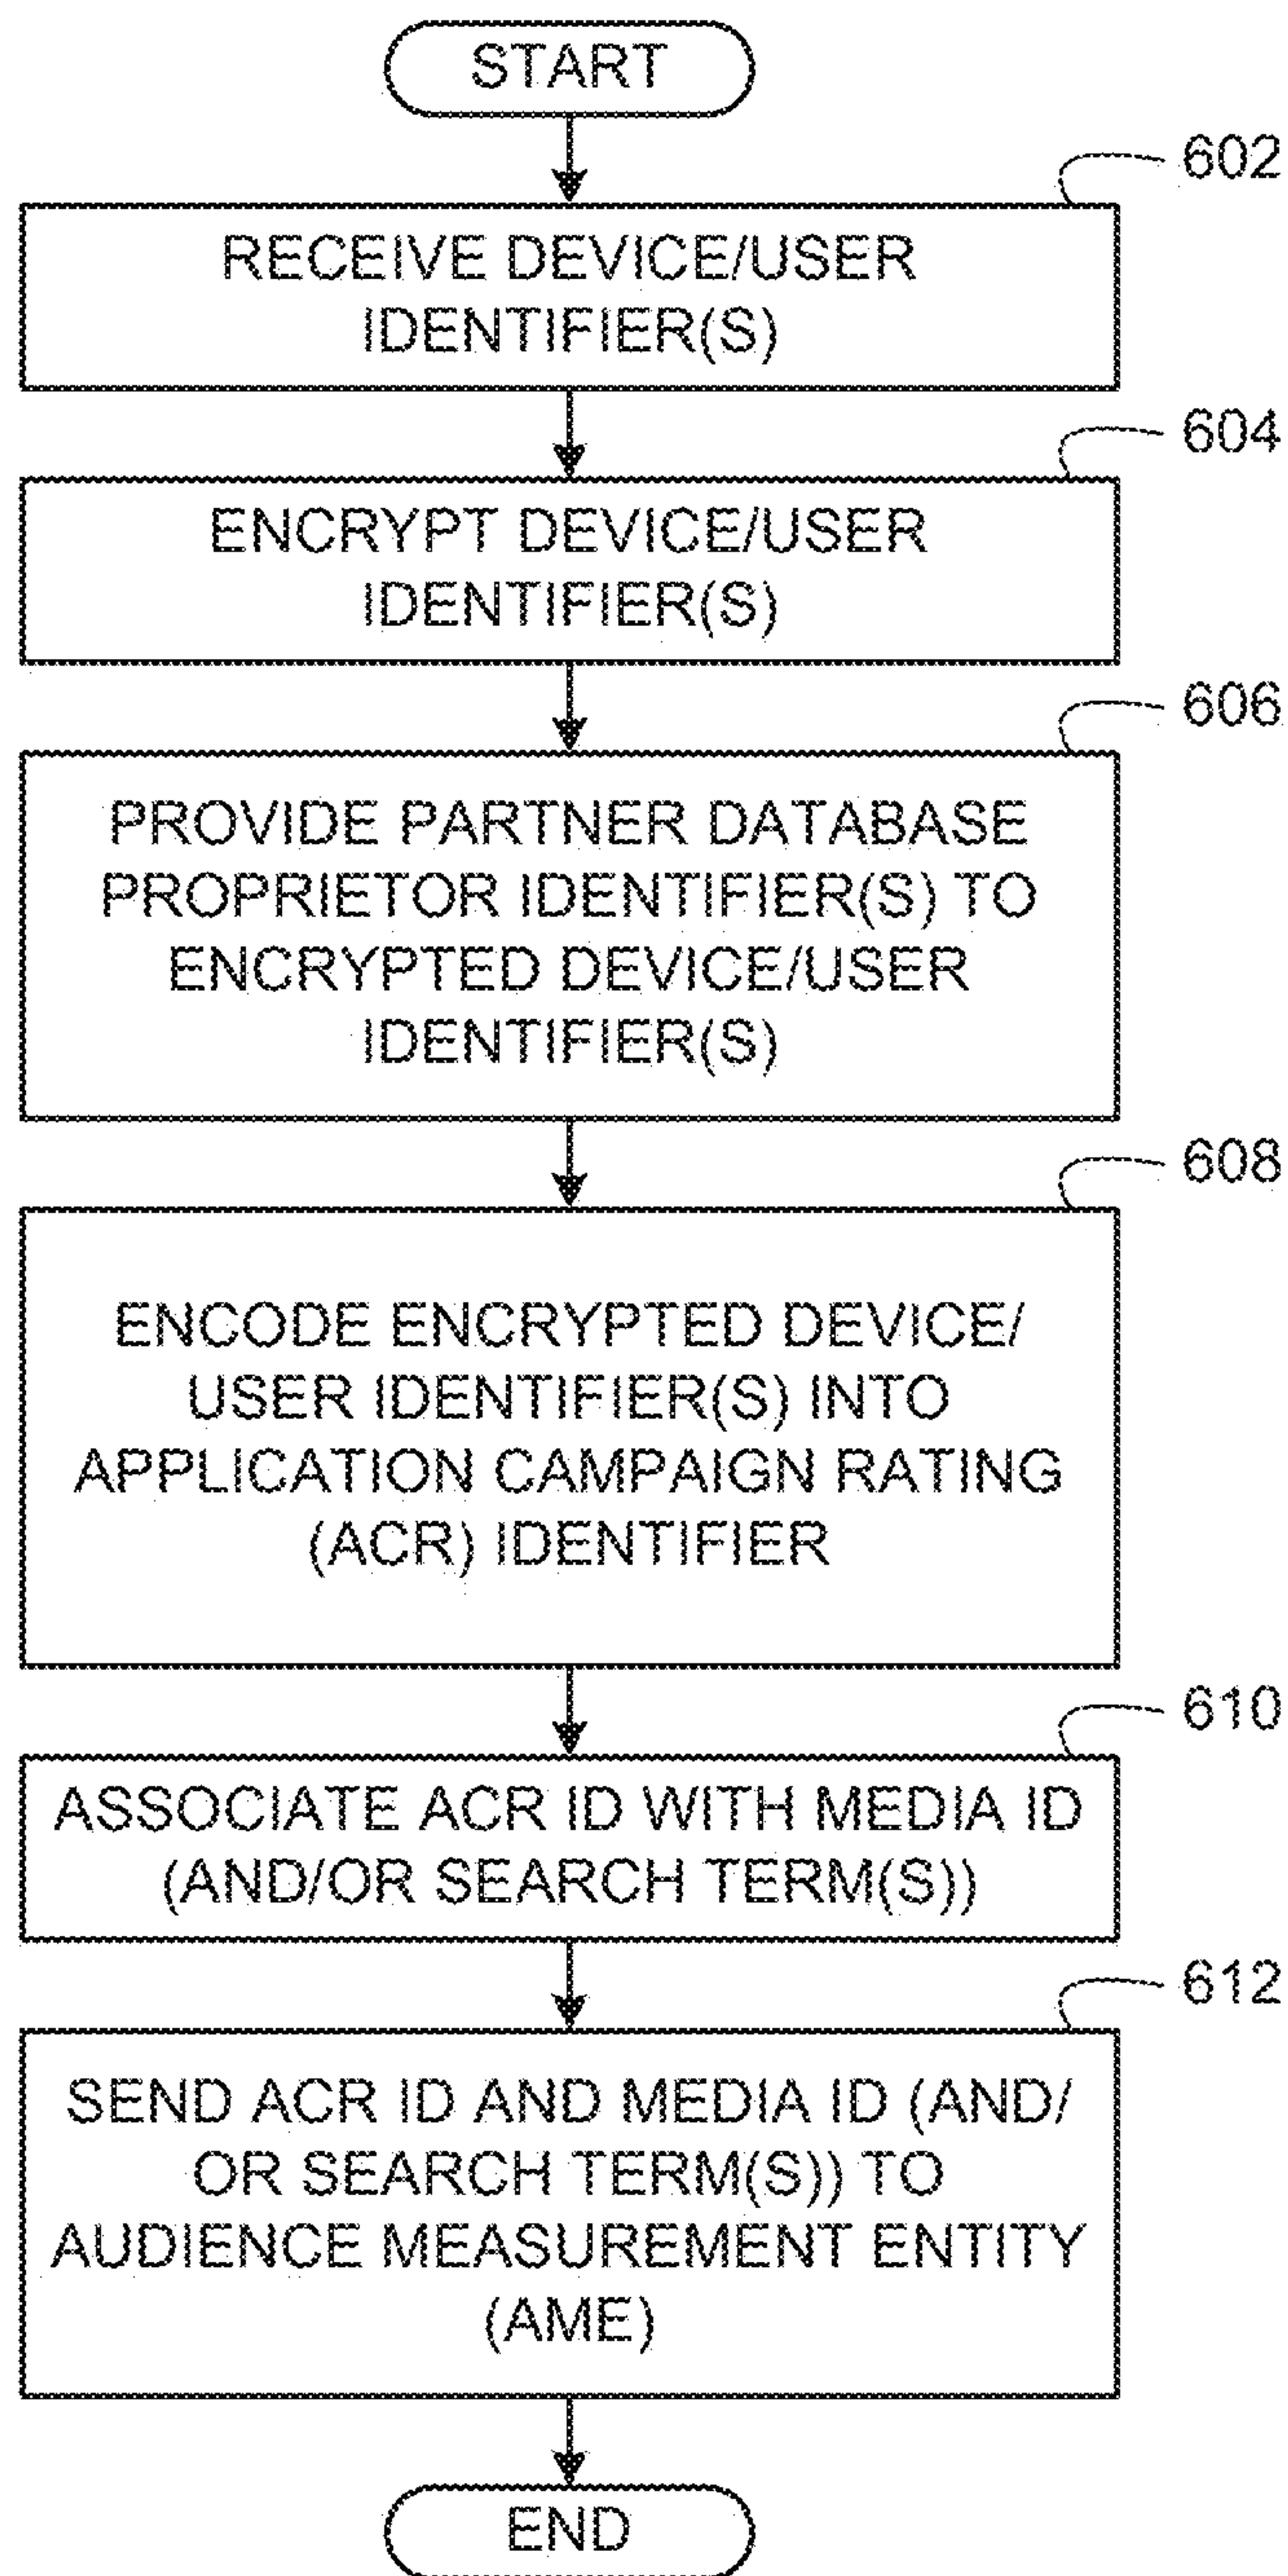 START
602
RECEIVE DEVICE/USER
IDENTIFIER(S)
604
ENCRYPT DEVICE/USER
IDENTIFIER(S)
606
PROVIDE PARTNER DATABASE
PROPRIETOR IDENTIFIER(S) TO
ENCRYPTED DEVICE/USER
IDENTIFIER(S)
608
ENCODE ENCRYPTED DEVICE/
USER IDENTIFIER(S) INTO
APPLICATION CAMPAIGN RATING
(ACR) IDENTIFIER
610
ASSOCIATE ACR ID WITH MEDIA ID
(AND/OR SEARCH TERM(S))
612
SEND ACR ID AND MEDIA ID (AND/
OR SEARCH TERM(S)) TO
AUDIENCE MEASUREMENT ENTITY
(AME)
END